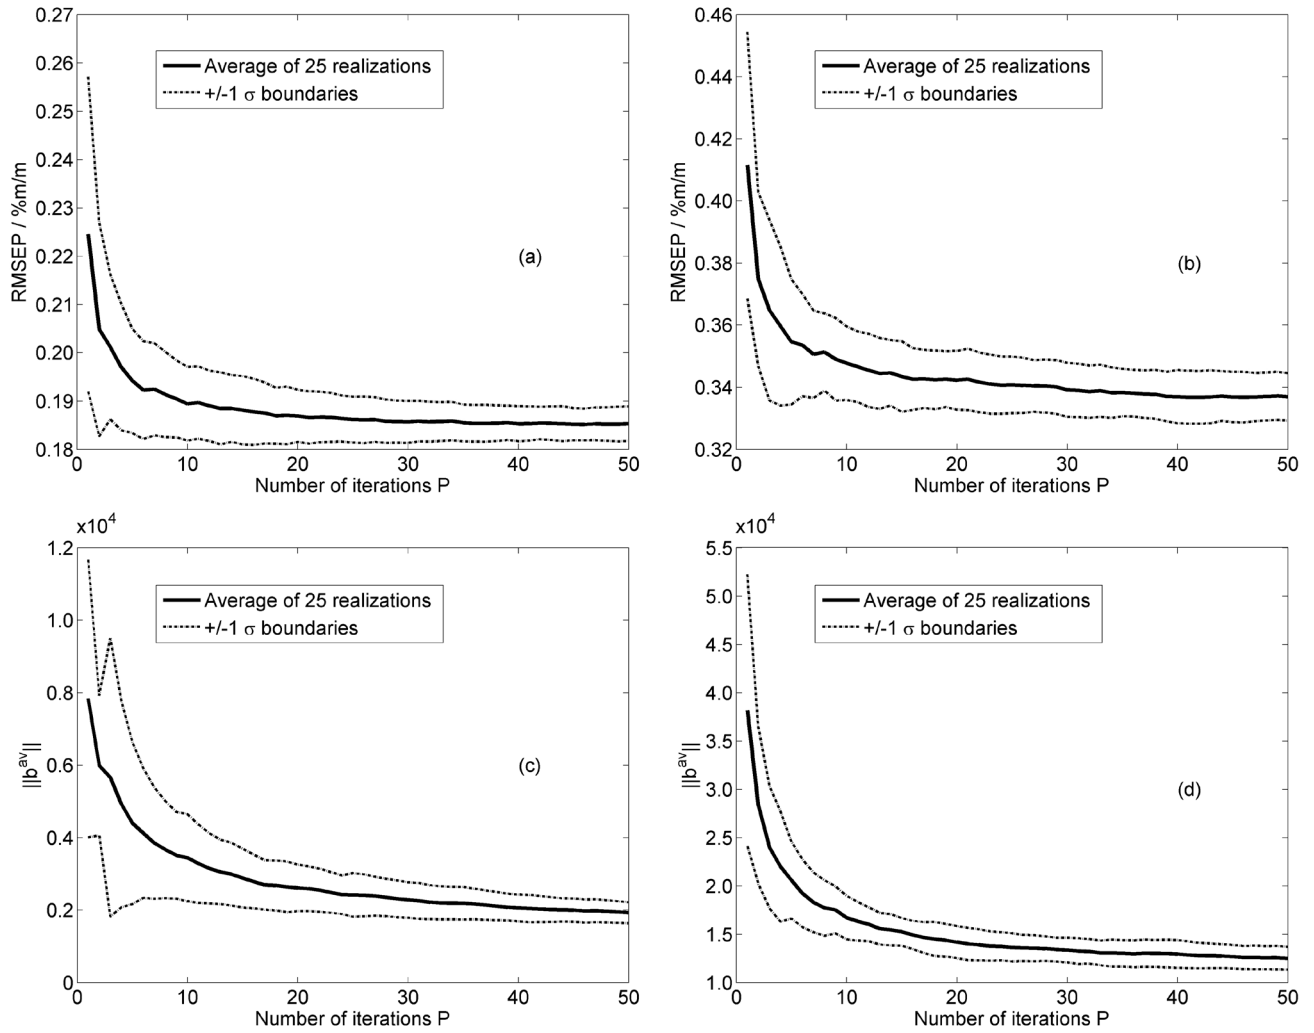 0.27
0.26
0.25
0.24
0.23
0.22
0.21
0.20
0.19
0.18
RMSEP / %m/m
Average of 25 realizations
+/-1 σ boundaries
(a)
0 10 20 30 40 50
Number of iterations P
0.46
0.44
0.42
0.40
0.38
0.36
0.34
0.32
RMSEP / %m/m
Average of 25 realizations
+/-1 σ boundaries
(b)
0 10 20 30 40 50
Number of iterations P
x10⁴
1.2
1.0
0.8
0.6
0.4
0.2
0
||bᵃᵛ||
Average of 25 realizations
+/-1 σ boundaries
(c)
0 10 20 30 40 50
Number of iterations P
x10⁴
5.5
5.0
4.5
4.0
3.5
3.0
2.5
2.0
1.5
1.0
||bᵃᵛ||
Average of 25 realizations
+/-1 σ boundaries
(d)
0 10 20 30 40 50
Number of iterations P